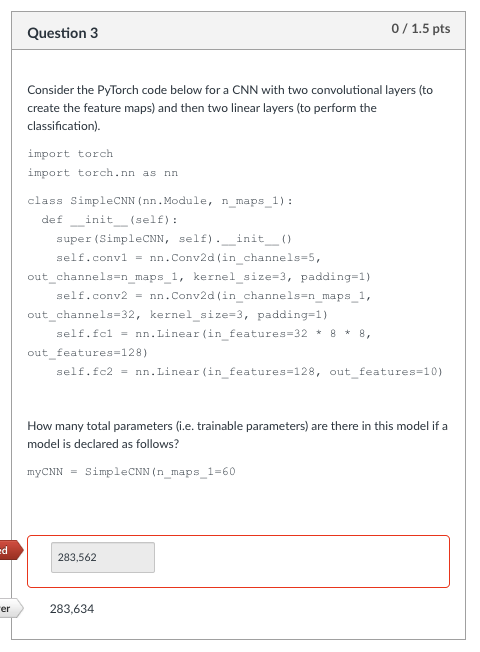 Question 3
0 / 1.5 pts
Consider the PyTorch code below for a CNN with two convolutional layers (to
create the feature maps) and then two linear layers (to perform the
classification).
import torch
import torch.nn as nn
class SimpleCNN(nn.Module, n_maps_1):
def __init__(self):
super(SimpleCNN, self).__init__()
self.conv1 = nn.Conv2d(in_channels=5,
out_channels=n_maps_1, kernel_size=3, padding=1)
self.conv2 = nn.Conv2d(in_channels=n_maps_1,
out_channels=32, kernel_size=3, padding=1)
self.fc1 = nn.Linear(in_features=32 * 8 * 8,
out_features=128)
self.fc2 = nn.Linear(in_features=128, out_features=10)
How many total parameters (i.e. trainable parameters) are there in this model if a
model is declared as follows?
myCNN = SimpleCNN(n_maps_1=60
ed
283,562
er
283,634